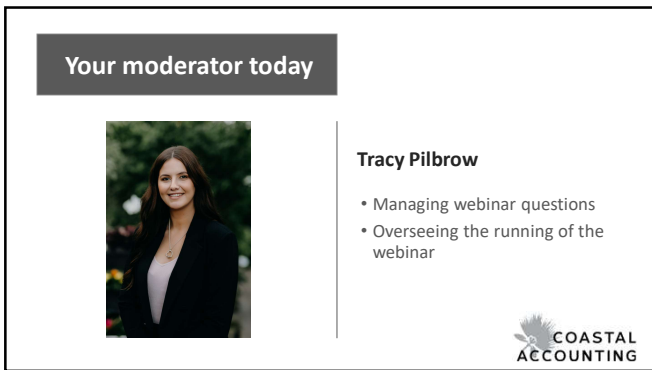 Your moderator today
Tracy Pilbrow
• Managing webinar questions
• Overseeing the running of the
webinar
COASTAL
ACCOUNTING